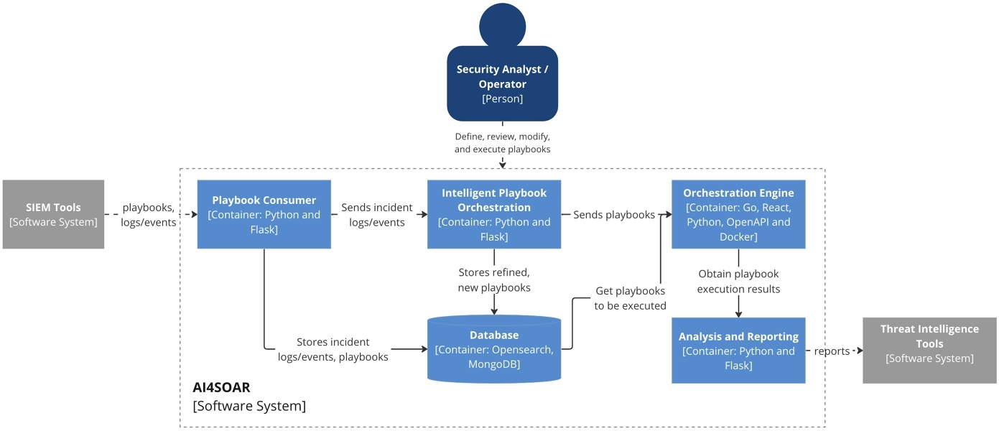 Security Analyst /
Operator
[Person]
Define, review, modify,
and execute playbooks
SIEM Tools
[Software System]
playbooks,
logs/events
Playbook Consumer
[Container: Python and
Flask]
Sends incident
logs/events
Intelligent Playbook
Orchestration
[Container: Python and
Flask]
Sends playbooks
Orchestration Engine
[Container: Go, React,
Python, OpenAPI and
Docker]
Stores refined,
new playbooks
Obtain playbook
execution results
Get playbooks
to be executed
Stores incident
logs/events, playbooks
Database
[Container: Opensearch,
MongoDB]
Analysis and Reporting
[Container: Python and
Flask]
reports
Threat Intelligence
Tools
[Software System]
AI4SOAR
[Software System]